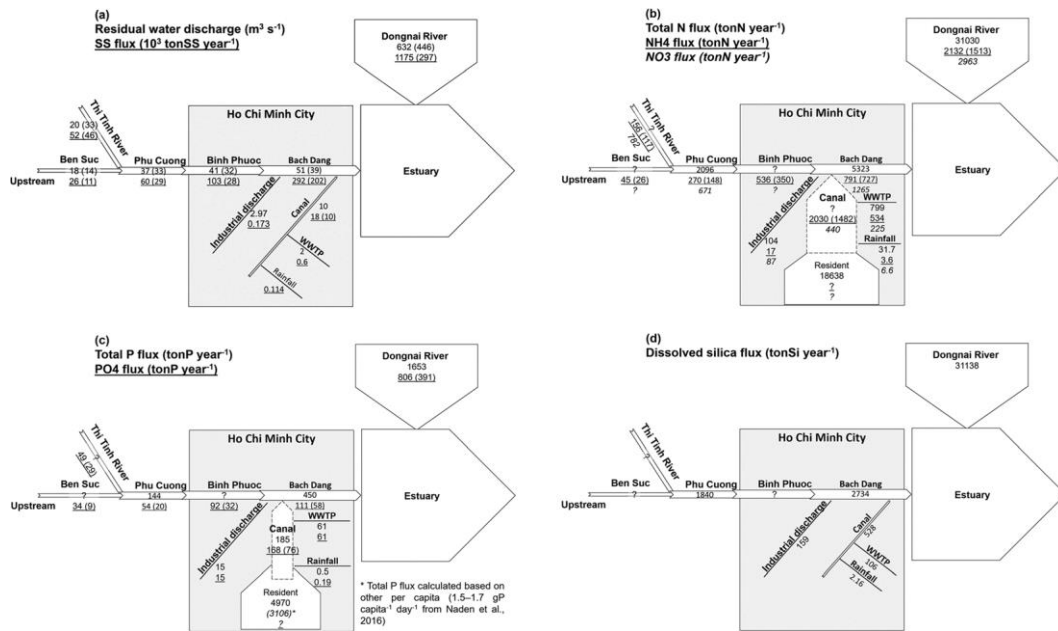 (a)
Residual water discharge (m³ s⁻¹)
SS flux (10³ tonSS year⁻¹)
Dongnai River
632 (446)
1175 (297)
Ho Chi Minh City
Thi Tinh River
20 (33)
52 (46)
Ben Suc
18 (14)
26 (11)
Upstream
Phu Cuong
37 (33)
60 (29)
Binh Phuoc
41 (32)
103 (28)
Bach Dang
51 (39)
292 (202)
Estuary
Industrial discharge
2.97
0.173
Canal
10
18 (10)
WWTP
2
0.6
Rainfall
0.114
(b)
Total N flux (tonN year⁻¹)
NH4 flux (tonN year⁻¹)
NO3 flux (tonN year⁻¹)
Dongnai River
31030
2132 (1513)
2963
Ho Chi Minh City
Thi Tinh River
?
156 (117)
782
Ben Suc
?
45 (26)
?
Upstream
Phu Cuong
2096
270 (148)
671
Binh Phuoc
?
536 (350)
?
Bach Dang
5323
791 (727)
1265
Estuary
Industrial discharge
104
17
87
Canal
?
2030 (1482)
440
WWTP
799
534
225
Rainfall
31.7
3.6
6.6
Resident
18638
?
?
(c)
Total P flux (tonP year⁻¹)
PO4 flux (tonP year⁻¹)
Dongnai River
1653
806 (391)
Ho Chi Minh City
Thi Tinh River
?
49 (29)
Ben Suc
?
34 (9)
Upstream
Phu Cuong
144
54 (20)
Binh Phuoc
?
92 (32)
Bach Dang
450
111 (58)
Estuary
Industrial discharge
15
15
Canal
185
168 (76)
WWTP
61
61
Rainfall
0.5
0.19
Resident
4970
(3106)*
?
* Total P flux calculated based on
other per capita (1.5–1.7 gP
capita⁻¹ day⁻¹ from Naden et al.,
2016)
(d)
Dissolved silica flux (tonSi year⁻¹)
Dongnai River
31138
Ho Chi Minh City
Thi Tinh River
?
Ben Suc
?
Upstream
Phu Cuong
1840
Binh Phuoc
?
Bach Dang
2734
Estuary
Industrial discharge
159
Canal
528
WWTP
106
Rainfall
2.16